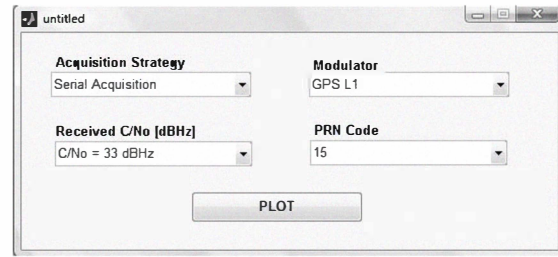 untitled
Acquisition Strategy
Modulator
Serial Acquisition
GPS L1
Received C/No [dBHz]
PRN Code
C/No = 33 dBHz
15
PLOT